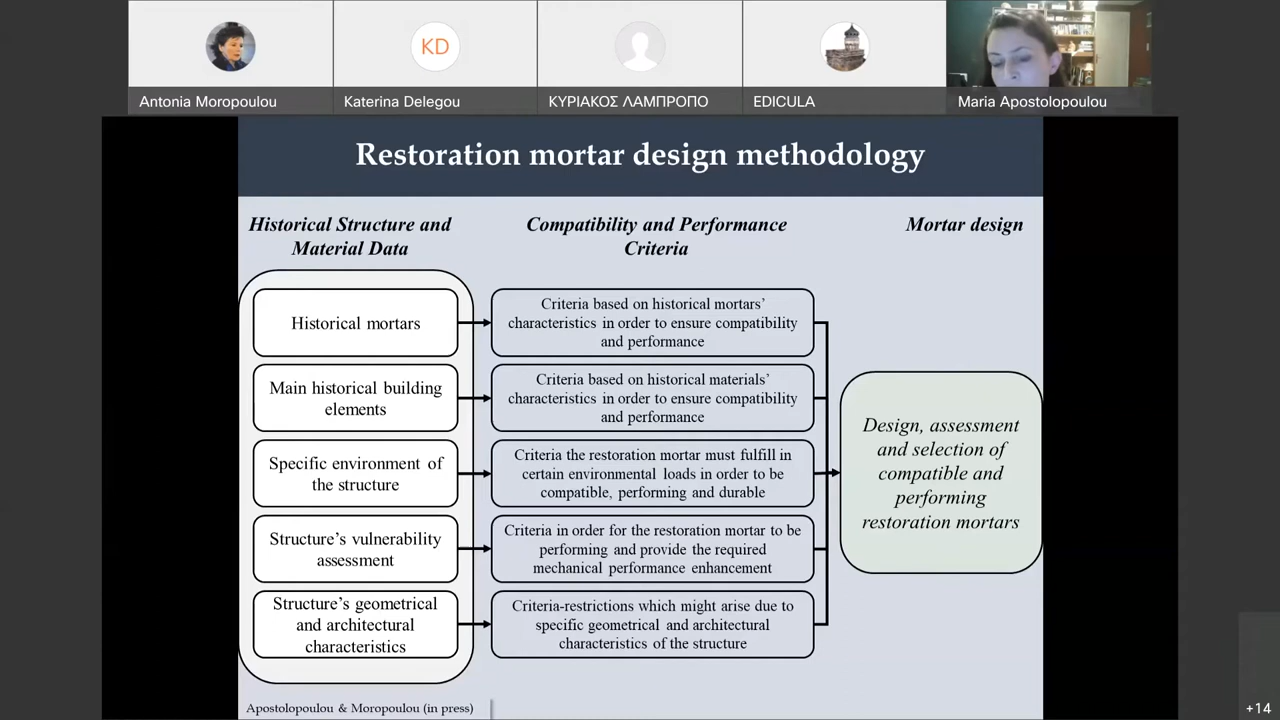 KD
Antonia Moropoulou
Katerina Delegou
ΚΥΡΙΑΚΟΣ ΛΑΜΠΡΟΠΟ
EDICULA
Maria Apostolopoulou
Restoration mortar design methodology
Historical Structure and
Material Data
Compatibility and Performance
Criteria
Mortar design
Historical mortars
Criteria based on historical mortars’
characteristics in order to ensure compatibility
and performance
Main historical building
elements
Criteria based on historical materials’
characteristics in order to ensure compatibility
and performance
Specific environment of
the structure
Criteria the restoration mortar must fulfill in
certain environmental loads in order to be
compatible, performing and durable
Structure’s vulnerability
assessment
Criteria in order for the restoration mortar to be
performing and provide the required
mechanical performance enhancement
Structure’s geometrical
and architectural
characteristics
Criteria-restrictions which might arise due to
specific geometrical and architectural
characteristics of the structure
Design, assessment
and selection of
compatible and
performing
restoration mortars
Apostolopoulou & Moropoulou (in press)
+14